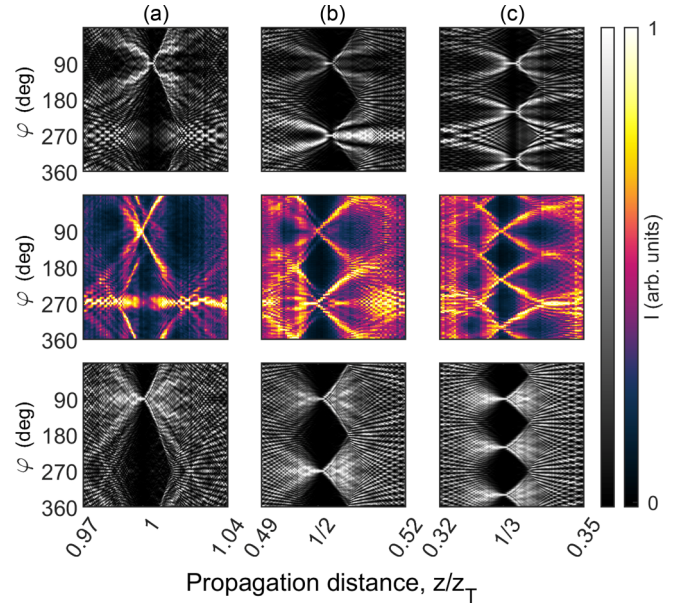 (a) (b) (c)
φ (deg)
90
180
270
360
φ (deg)
90
180
270
360
φ (deg)
90
180
270
360
1
I (arb. units)
0
0.97 1 1.04 0.49 1/2 0.52 0.32 1/3 0.35
Propagation distance, z/z_T